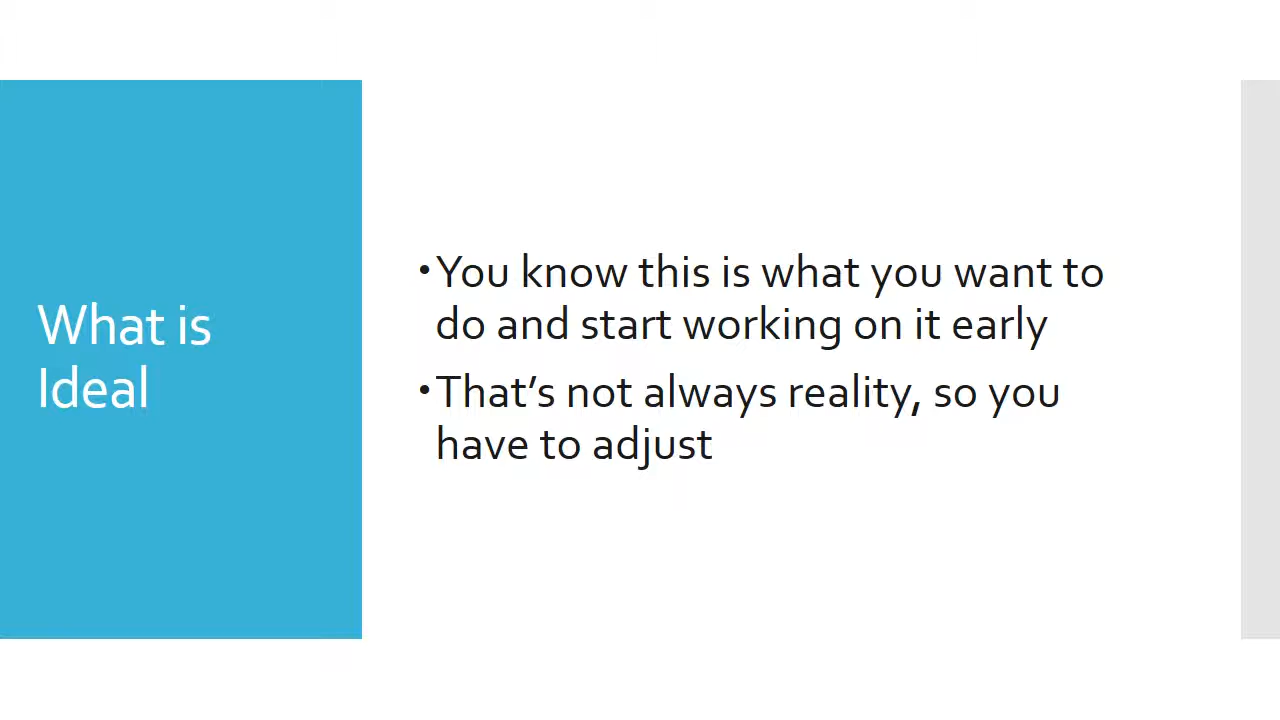 What is
Ideal
•You know this is what you want to
do and start working on it early
•That’s not always reality, so you
have to adjust